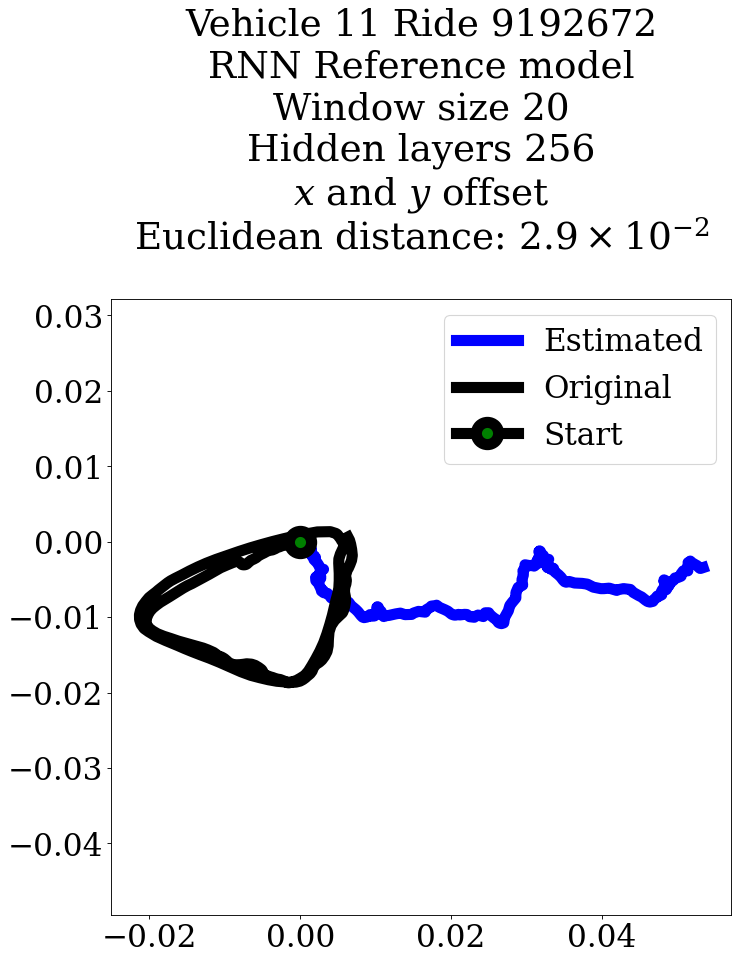 Vehicle 11 Ride 9192672
RNN Reference model
Window size 20
Hidden layers 256
x and y offset
Euclidean distance: 2.9 × 10⁻²
Estimated
Original
Start
0.03
0.02
0.01
0.00
−0.01
−0.02
−0.03
−0.04
−0.02 0.00 0.02 0.04